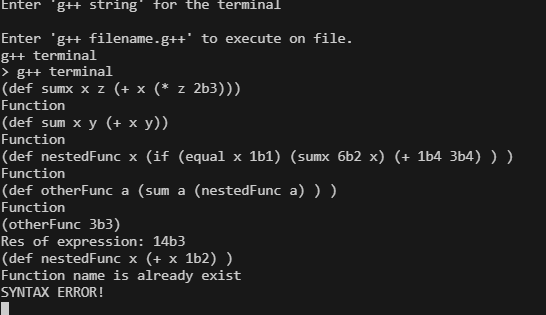 Enter 'g++ string' for the terminal
Enter 'g++ filename.g++' to execute on file.
g++ terminal
> g++ terminal
(def sumx x z (+ x (* z 2b3)))
Function
(def sum x y (+ x y))
Function
(def nestedFunc x (if (equal x 1b1) (sumx 6b2 x) (+ 1b4 3b4) ) )
Function
(def otherFunc a (sum a (nestedFunc a) ) )
Function
(otherFunc 3b3)
Res of expression: 14b3
(def nestedFunc x (+ x 1b2) )
Function name is already exist
SYNTAX ERROR!